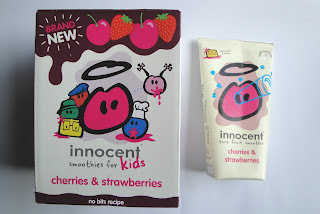 BRAND
NEW
innocent
smoothies for kids
cherries & strawberries
no bits recipe
innocent
pure fruit smoothie
cherries &
strawberries